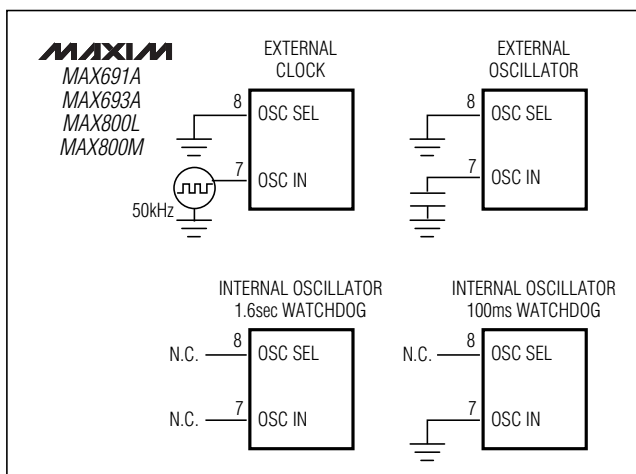 MAXIM
MAX691A
MAX693A
MAX800L
MAX800M
EXTERNAL
CLOCK
8
OSC SEL
7
OSC IN
50kHz
EXTERNAL
OSCILLATOR
8
OSC SEL
7
OSC IN
INTERNAL OSCILLATOR
1.6sec WATCHDOG
N.C.
8
OSC SEL
N.C.
7
OSC IN
INTERNAL OSCILLATOR
100ms WATCHDOG
N.C.
8
OSC SEL
7
OSC IN